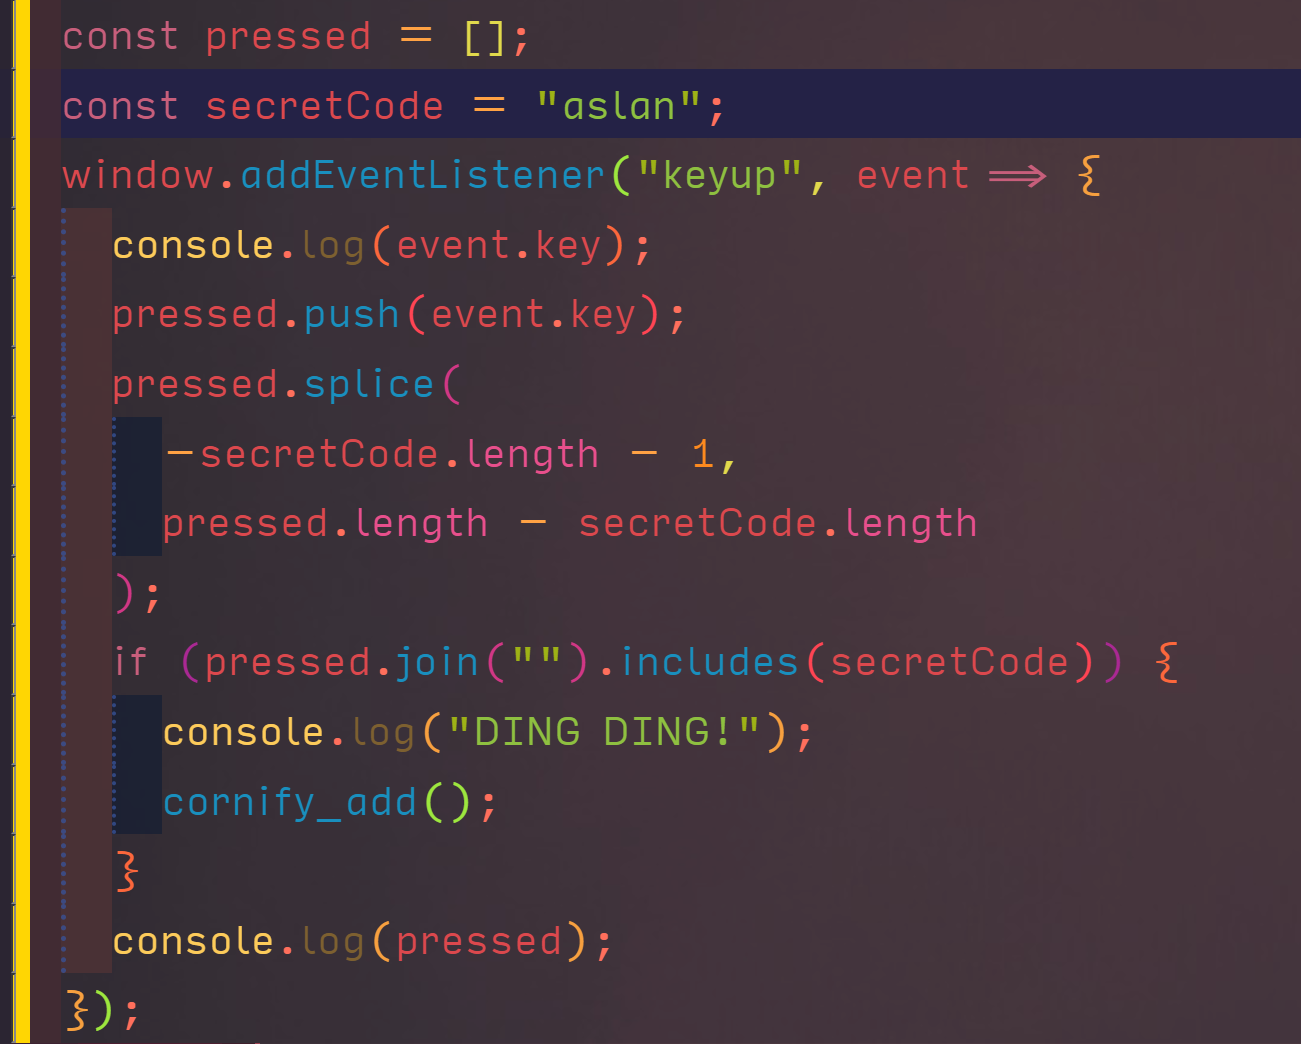 const pressed = [];
const secretCode = "aslan";
window.addEventListener("keyup", event => {
console.log(event.key);
pressed.push(event.key);
pressed.splice(
-secretCode.length - 1,
pressed.length - secretCode.length
);
if (pressed.join("").includes(secretCode)) {
console.log("DING DING!");
cornify_add();
}
console.log(pressed);
});